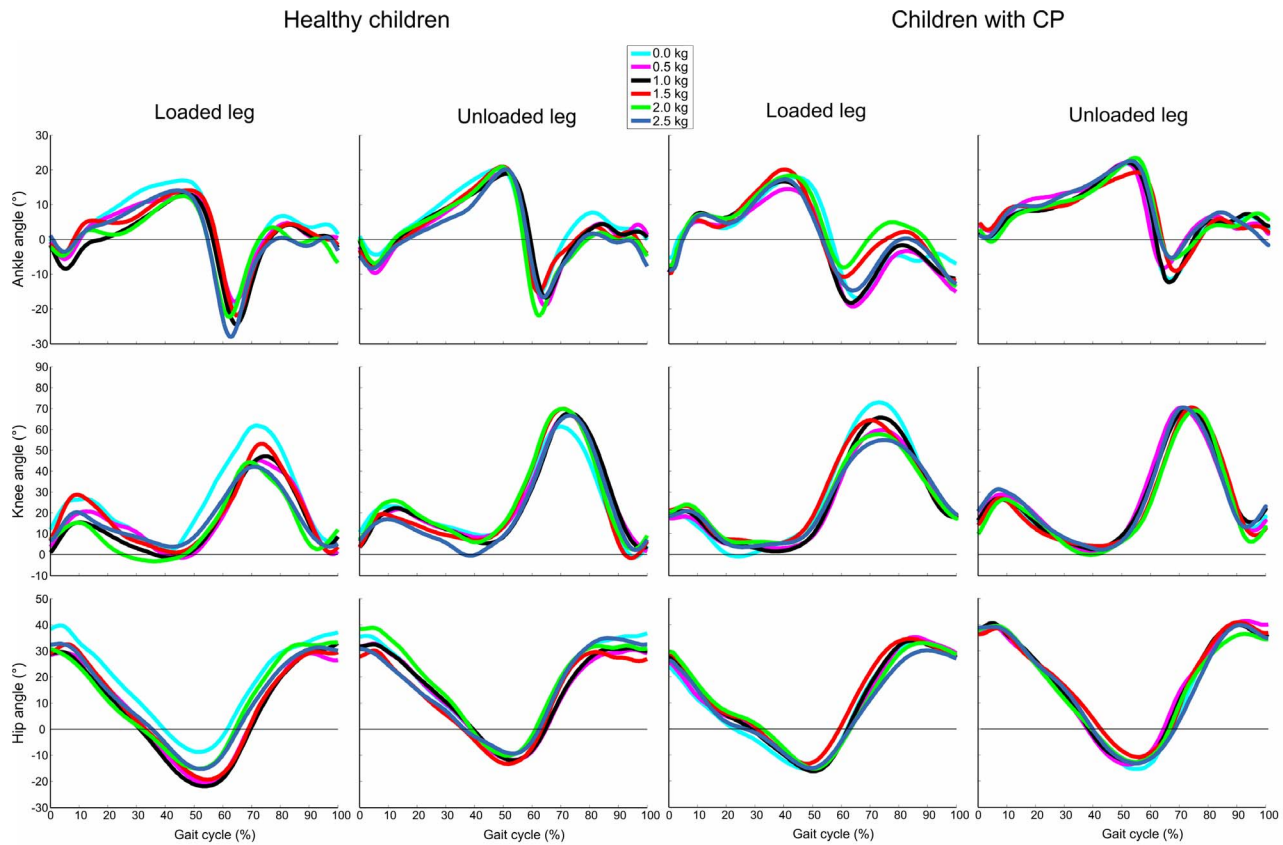 Healthy children
Children with CP
0.0 kg
0.5 kg
1.0 kg
1.5 kg
2.0 kg
2.5 kg
Loaded leg
Unloaded leg
Loaded leg
Unloaded leg
Ankle angle (°)
30
20
10
0
-10
-20
-30
Knee angle (°)
90
80
70
60
50
40
30
20
10
0
-10
Hip angle (°)
50
40
30
20
10
0
-10
-20
-30
0 10 20 30 40 50 60 70 80 90 100
0 10 20 30 40 50 60 70 80 90 100
0 10 20 30 40 50 60 70 80 90 100
0 10 20 30 40 50 60 70 80 90 100
Gait cycle (%)
Gait cycle (%)
Gait cycle (%)
Gait cycle (%)